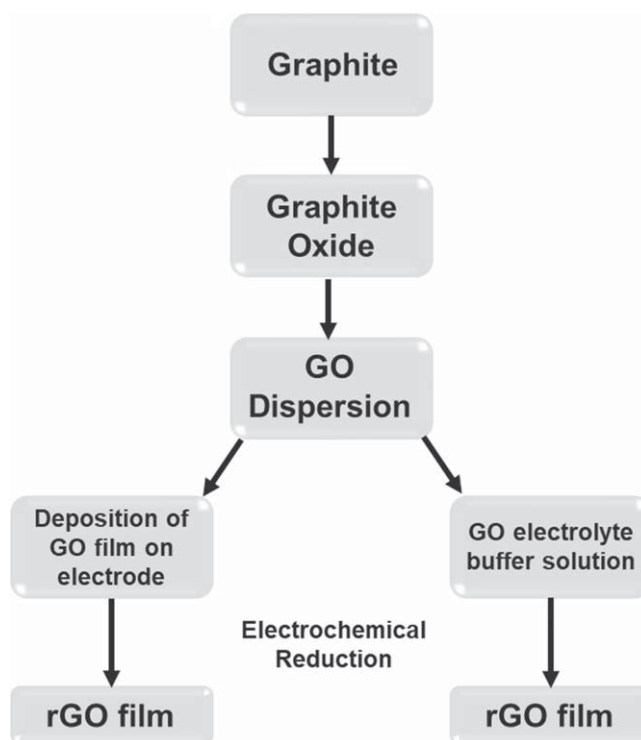 Graphite
Graphite
Oxide
GO
Dispersion
Deposition of
GO film on
electrode
GO electrolyte
buffer solution
Electrochemical
Reduction
rGO film
rGO film